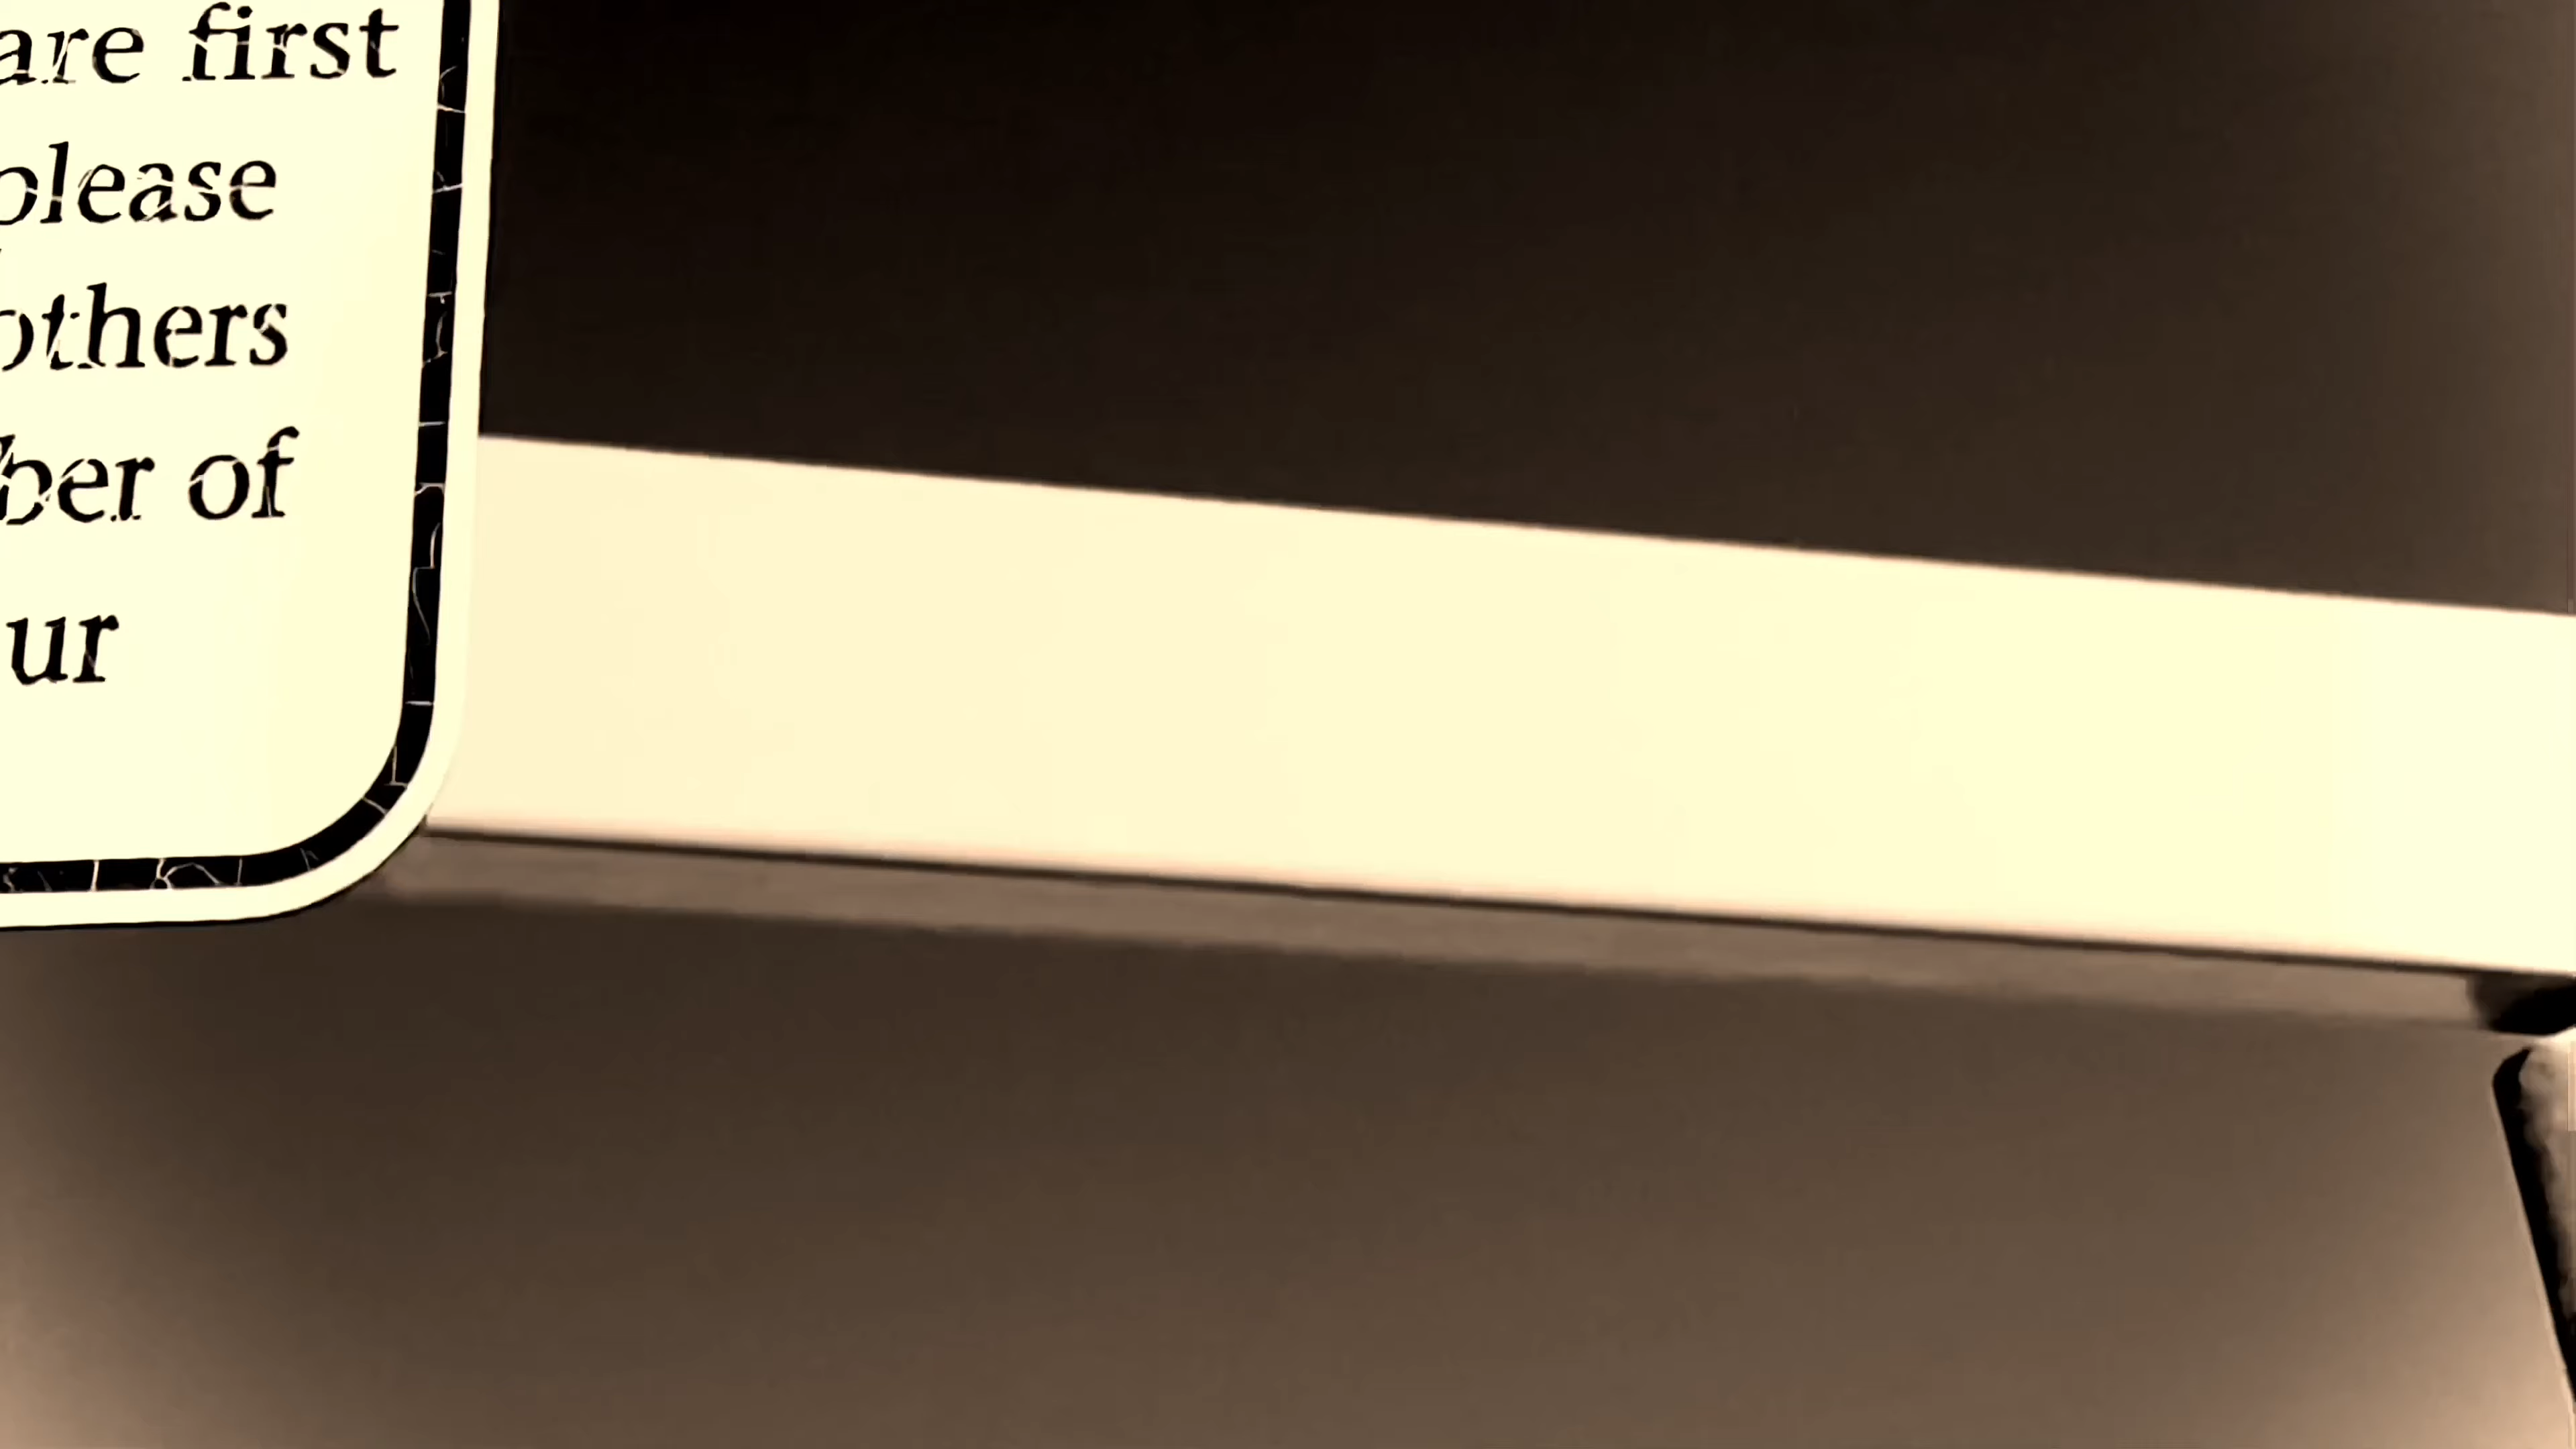 are first
please
others
ber of
ur